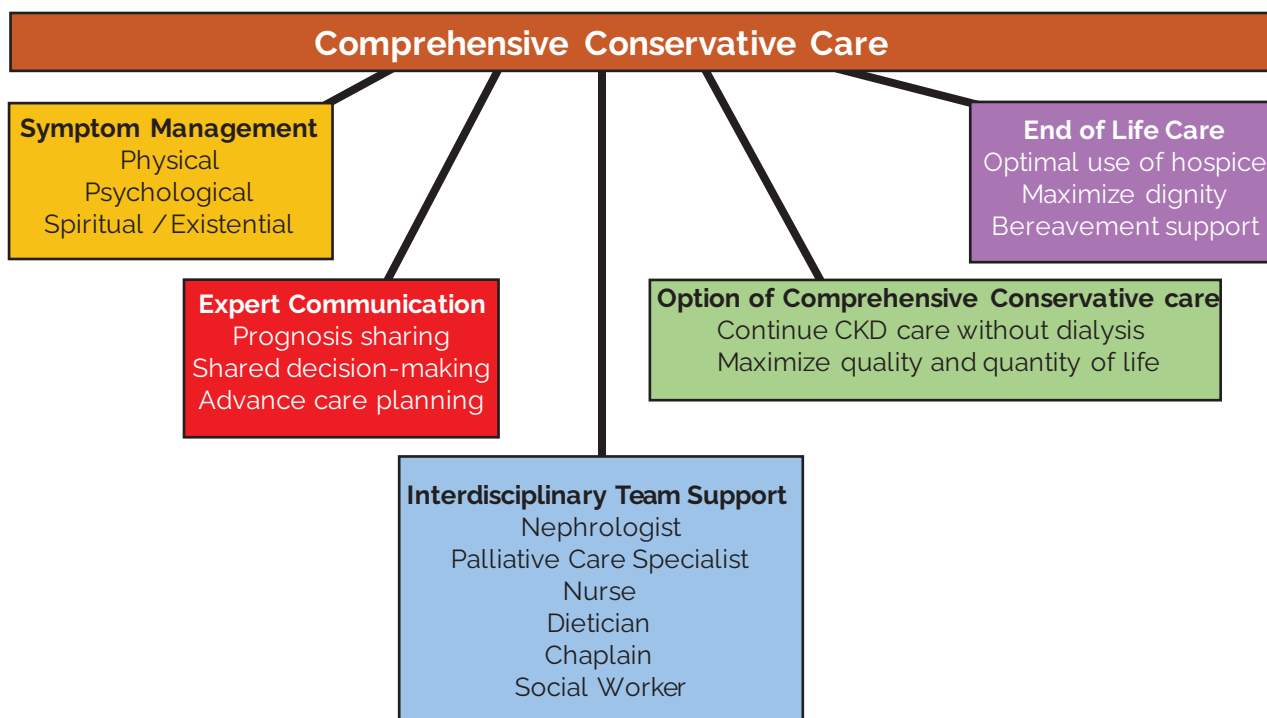 Comprehensive Conservative Care
Symptom Management
Physical
Psychological
Spiritual / Existential
Expert Communication
Prognosis sharing
Shared decision-making
Advance care planning
Interdisciplinary Team Support
Nephrologist
Palliative Care Specialist
Nurse
Dietician
Chaplain
Social Worker
Option of Comprehensive Conservative care
Continue CKD care without dialysis
Maximize quality and quantity of life
End of Life Care
Optimal use of hospice
Maximize dignity
Bereavement support